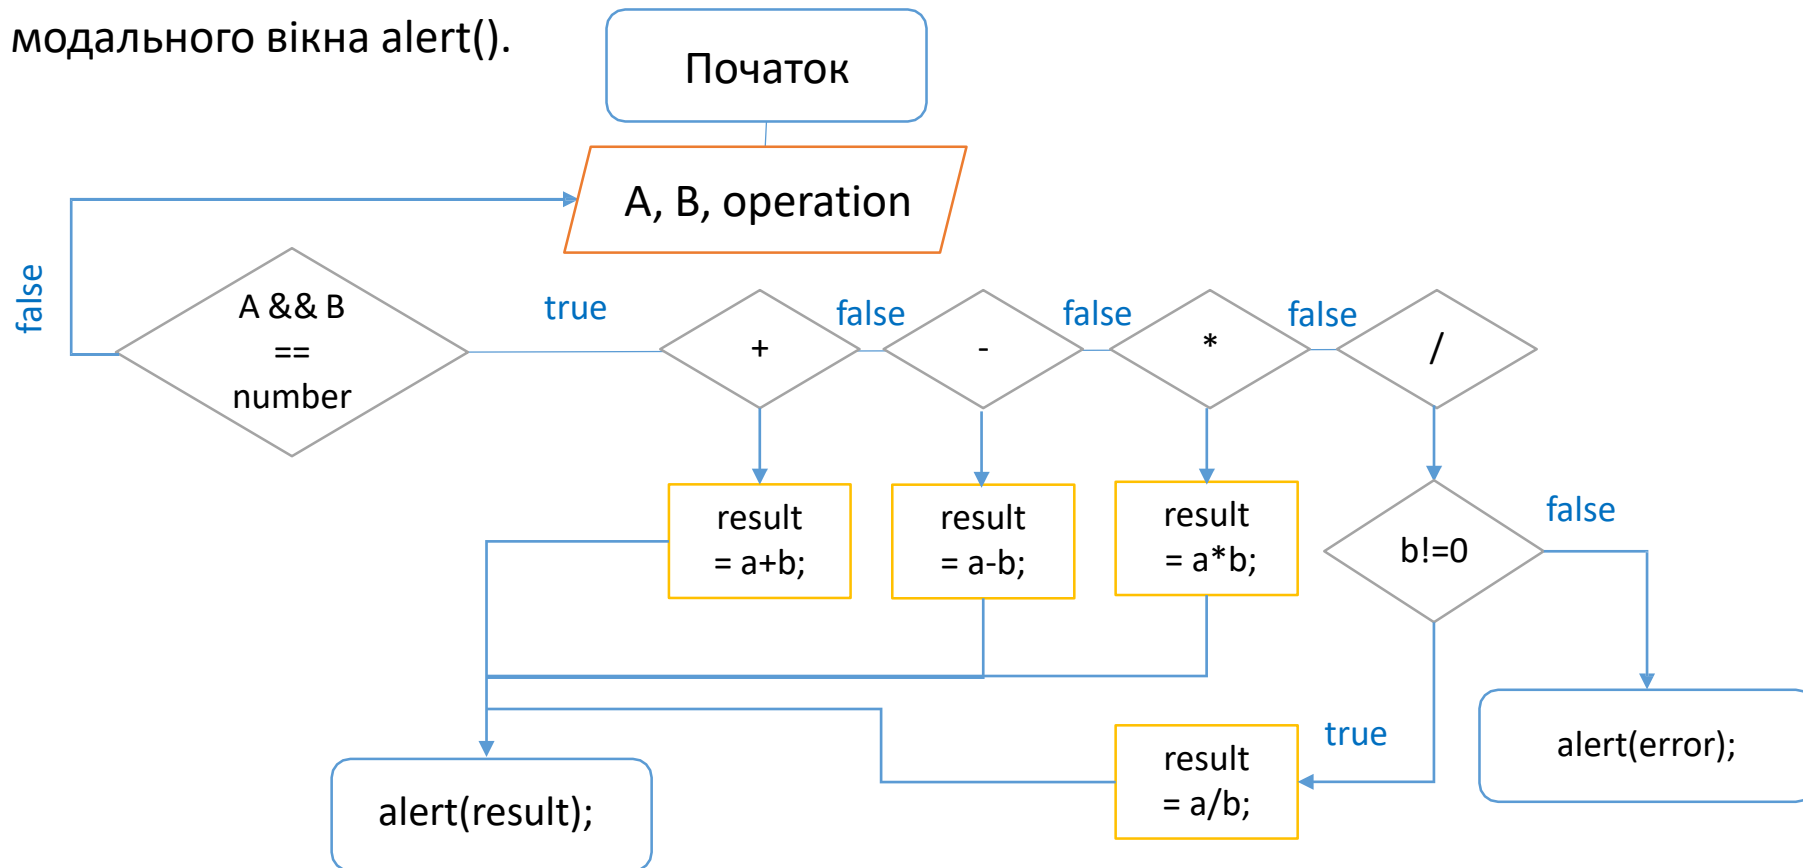 модального вікна alert().
Початок
A, B, operation
false
A && B
==
number
true
+
false
-
false
*
false
/
result
= a+b;
result
= a-b;
result
= a*b;
b!=0
false
true
result
= a/b;
alert(error);
alert(result);